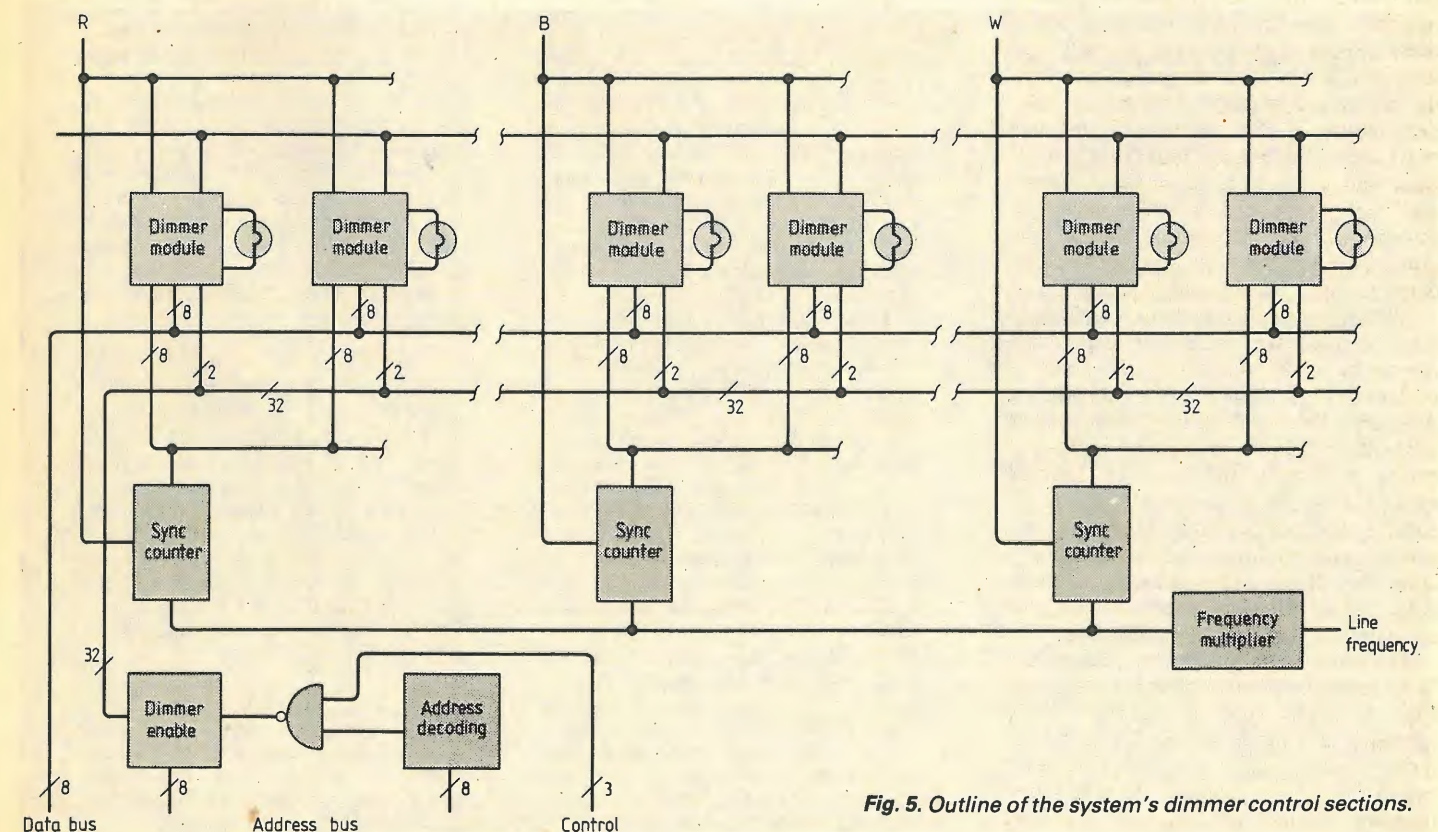 R
B
W
Dimmer
module
Dimmer
module
Dimmer
module
Dimmer
module
Dimmer
module
Dimmer
module
8
8
8
8
8
8
8
2
8
2
8
2
8
2
8
2
8
2
32
32
32
Sync
counter
Sync
counter
Sync
counter
Frequency
multiplier
Line
frequency
32
Dimmer
enable
Address
decoding
8
8
8
3
Data bus
Address bus
Control
Fig. 5. Outline of the system's dimmer control sections.